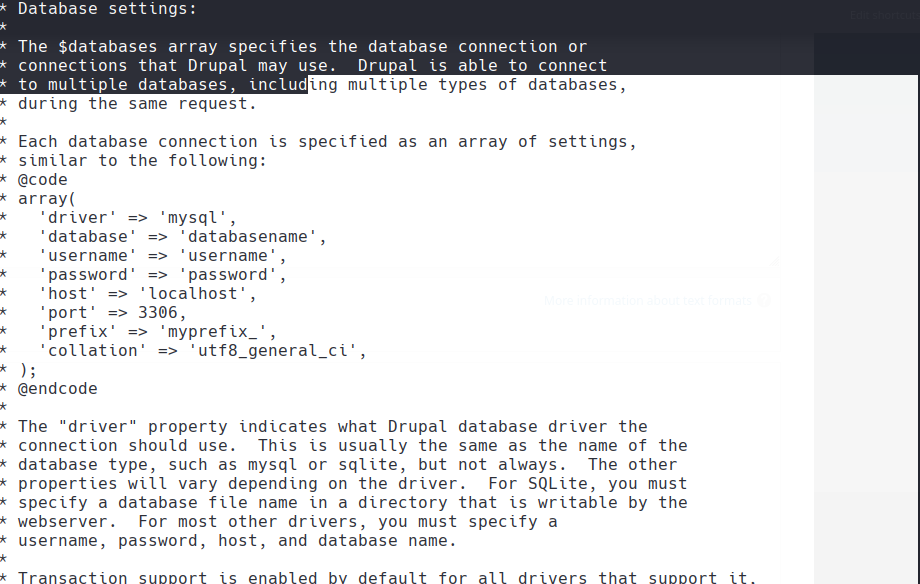 * Database settings:
*
* The $databases array specifies the database connection or
* connections that Drupal may use.  Drupal is able to connect
* to multiple databases, including multiple types of databases,
* during the same request.
*
* Each database connection is specified as an array of settings,
* similar to the following:
* @code
* array(
*   'driver' => 'mysql',
*   'database' => 'databasename',
*   'username' => 'username',
*   'password' => 'password',
*   'host' => 'localhost',
*   'port' => 3306,
*   'prefix' => 'myprefix_',
*   'collation' => 'utf8_general_ci',
* );
* @endcode
*
* The "driver" property indicates what Drupal database driver the
* connection should use.  This is usually the same as the name of the
* database type, such as mysql or sqlite, but not always.  The other
* properties will vary depending on the driver.  For SQLite, you must
* specify a database file name in a directory that is writable by the
* webserver.  For most other drivers, you must specify a
* username, password, host, and database name.
*
* Transaction support is enabled by default for all drivers that support it,
More information about text formats